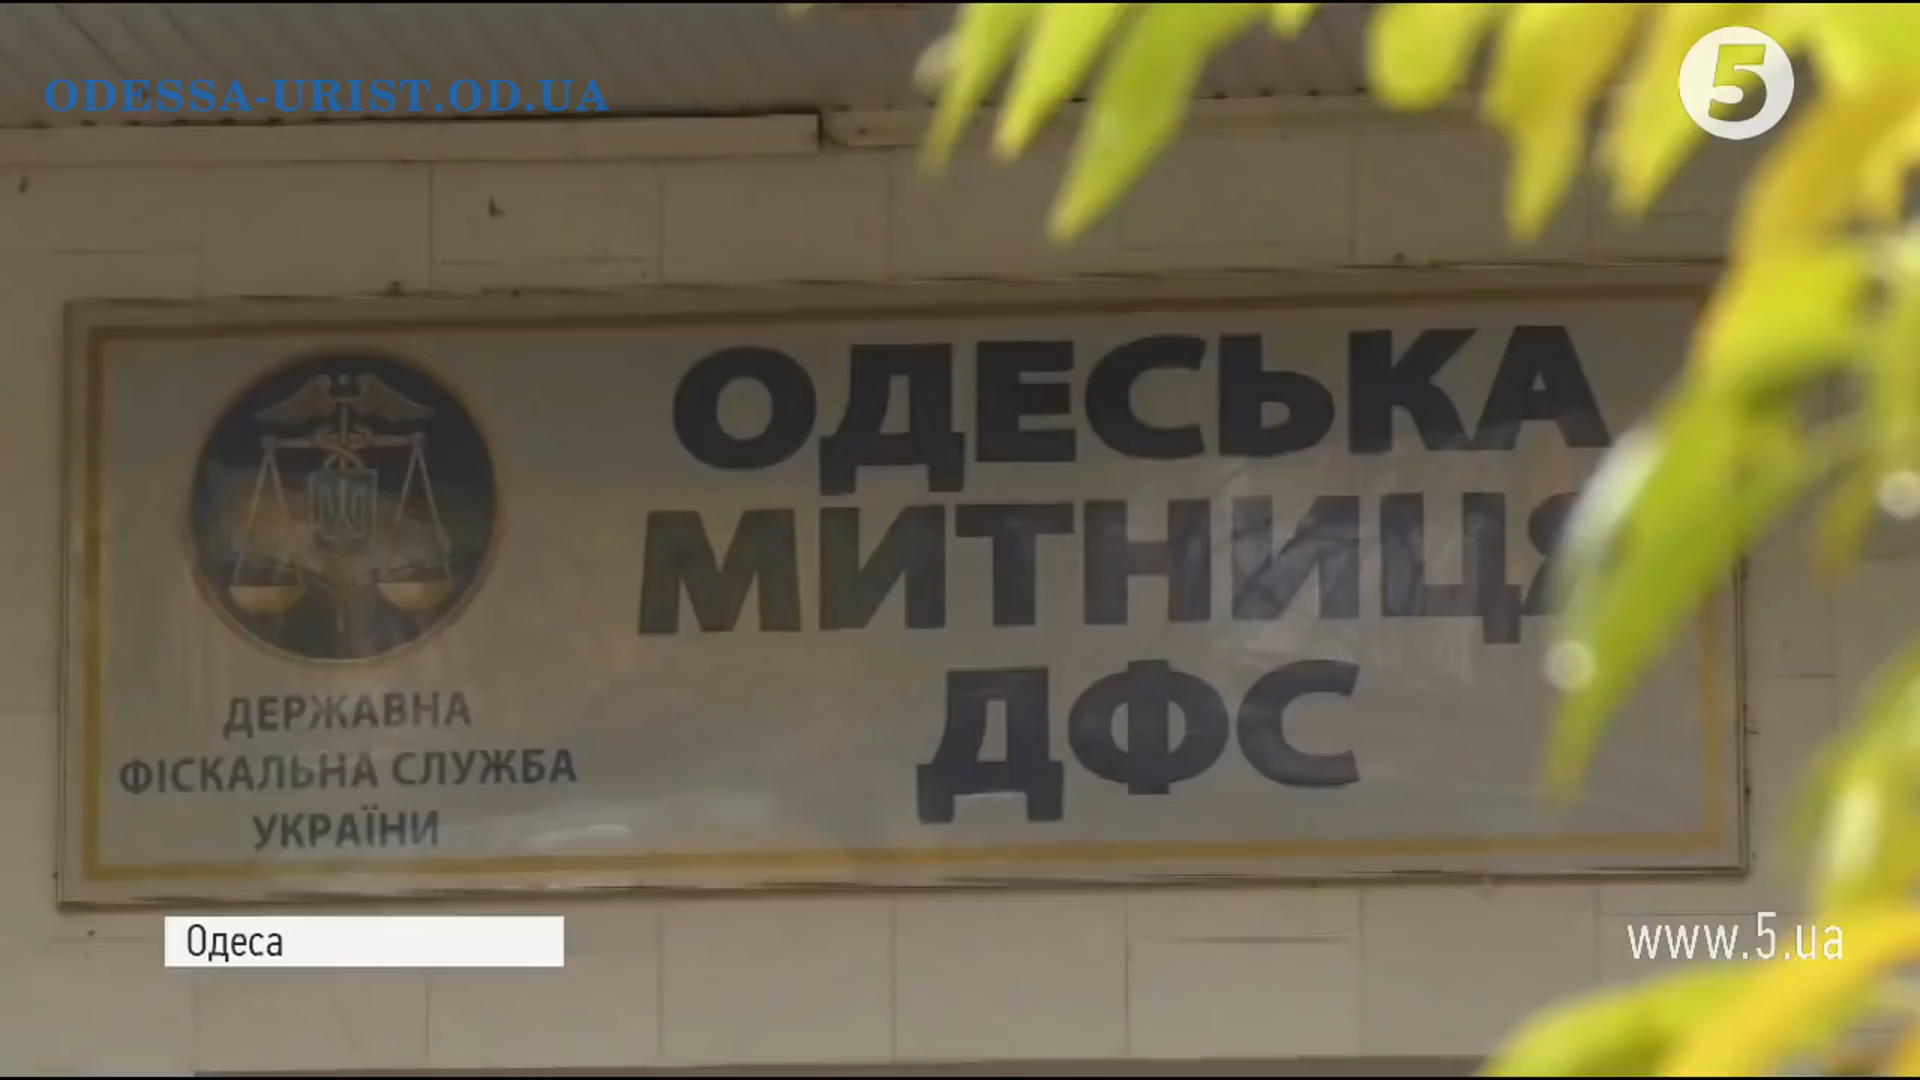 ODESSA-URIST.OD.UA
5
ОДЕСЬКА
МИТНИЦЯ
ДФС
ДЕРЖАВНА
ФІСКАЛЬНА СЛУЖБА
УКРАЇНИ
Одеса
www.5.ua